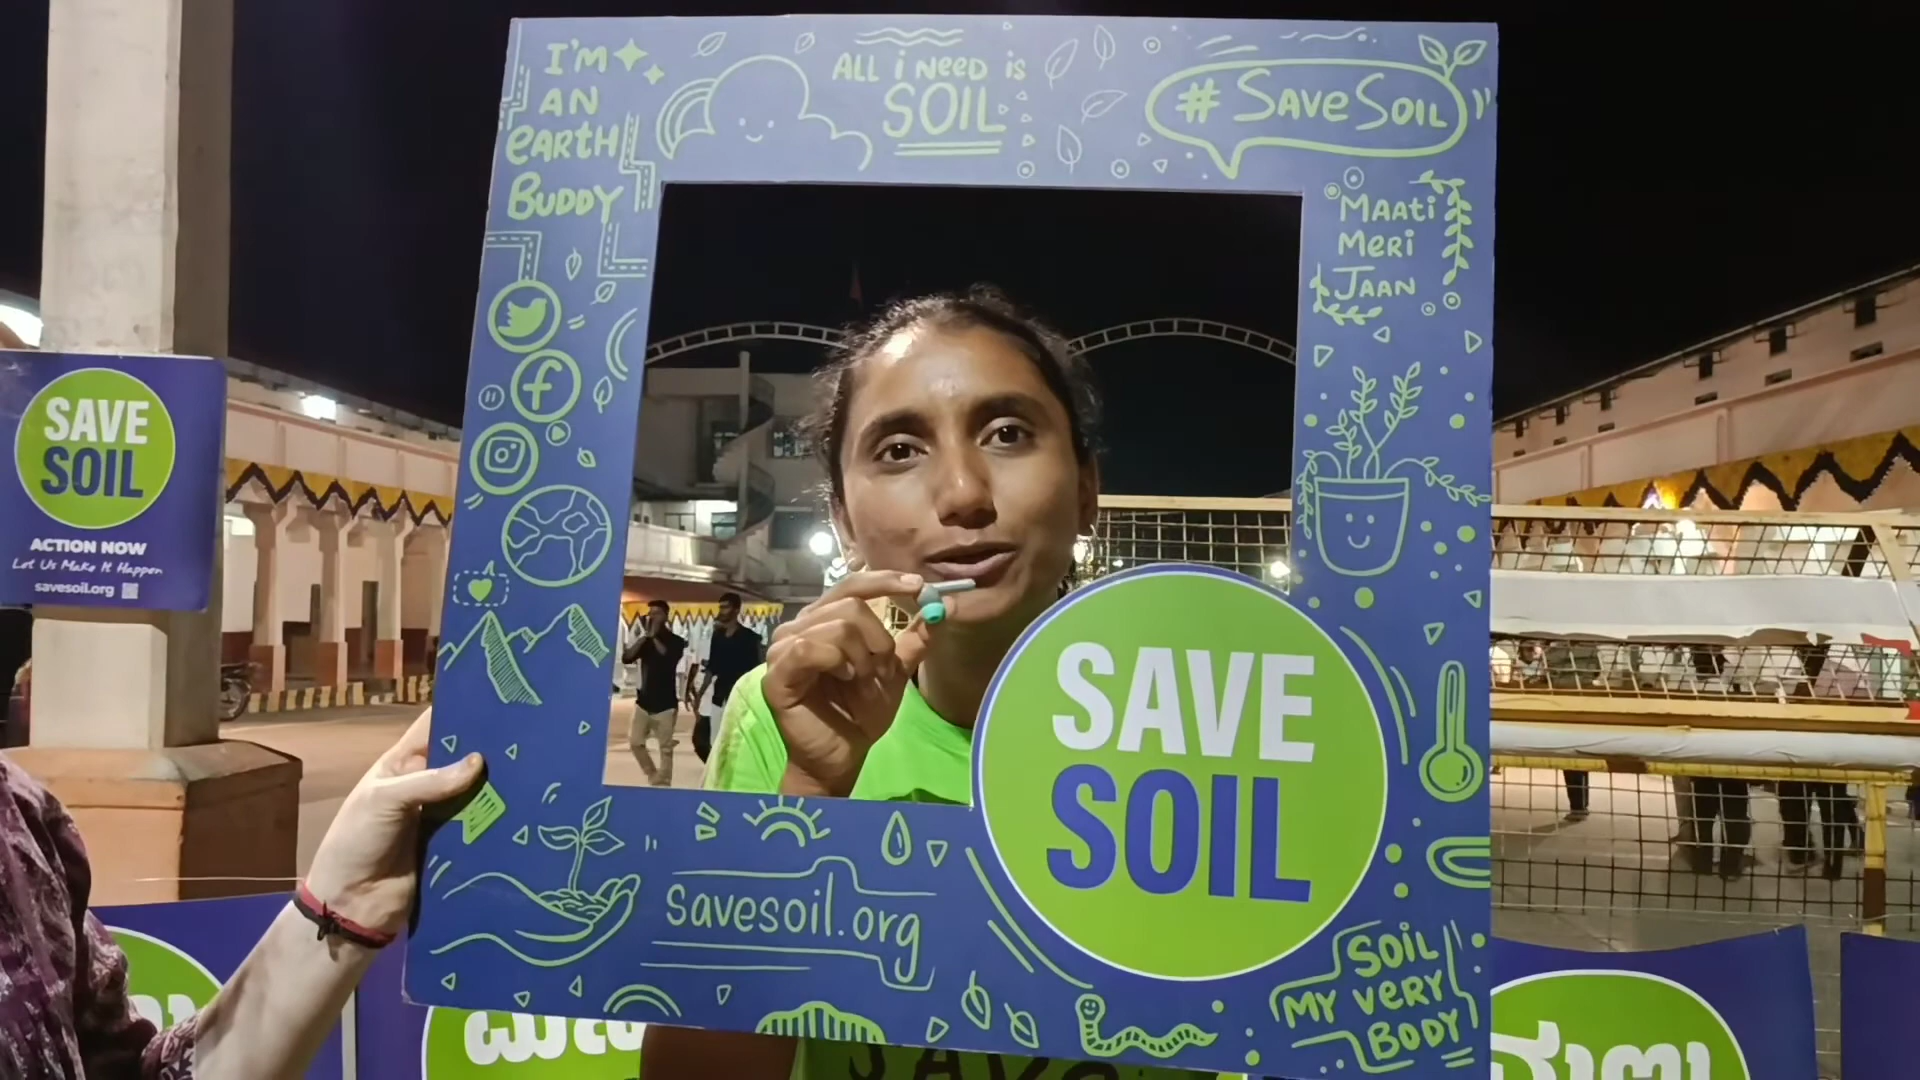 I'M
AN
EARTH
BUDDY
ALL i NEED is
SOIL
#SAVESOIL
MAATi
MERi
JAAN
SAVE
SOIL
ACTION NOW
Let Us Make It Happen
savesoil.org
SAVE
SOIL
savesoil.org
SOIL
MY VERY
BODY